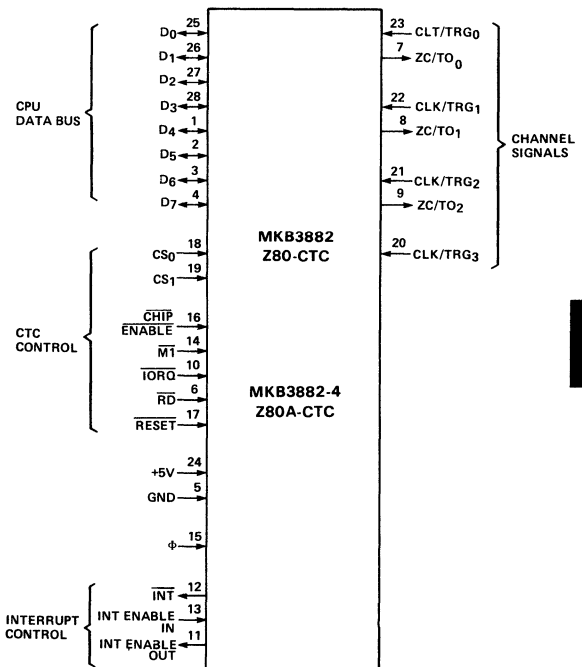 D0 25
D1 26
D2 27
D3 28
D4 1
D5 2
D6 3
D7 4
CPU
DATA BUS
CLT/TRG0 23
ZC/TO0 7
CLK/TRG1 22
ZC/TO1 8
CLK/TRG2 21
ZC/TO2 9
CLK/TRG3 20
CHANNEL
SIGNALS
MKB3882
Z80-CTC
MKB3882-4
Z80A-CTC
CS0 18
CS1 19
CHIP
ENABLE 16
M1 14
IORQ 10
RD 6
RESET 17
CTC
CONTROL
+5V 24
GND 5
Φ 15
INT 12
INT ENABLE
IN 13
INT ENABLE
OUT 11
INTERRUPT
CONTROL